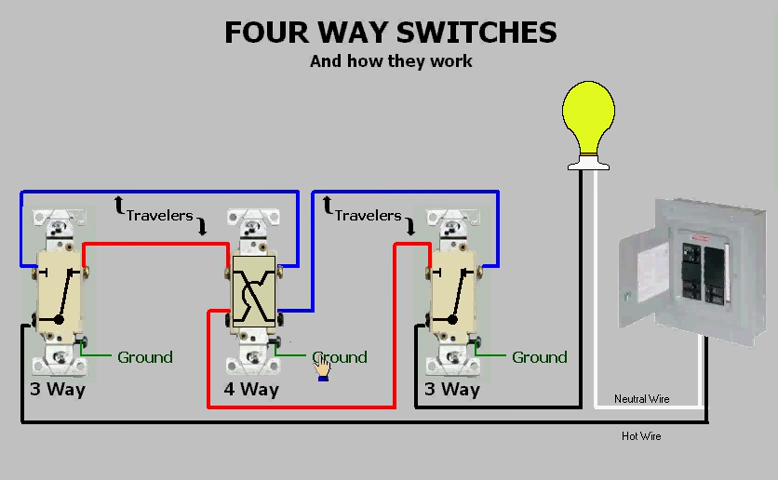 FOUR WAY SWITCHES
And how they work
Travelers
Travelers
Ground
Ground
Ground
3 Way
4 Way
3 Way
Neutral Wire
Hot Wire